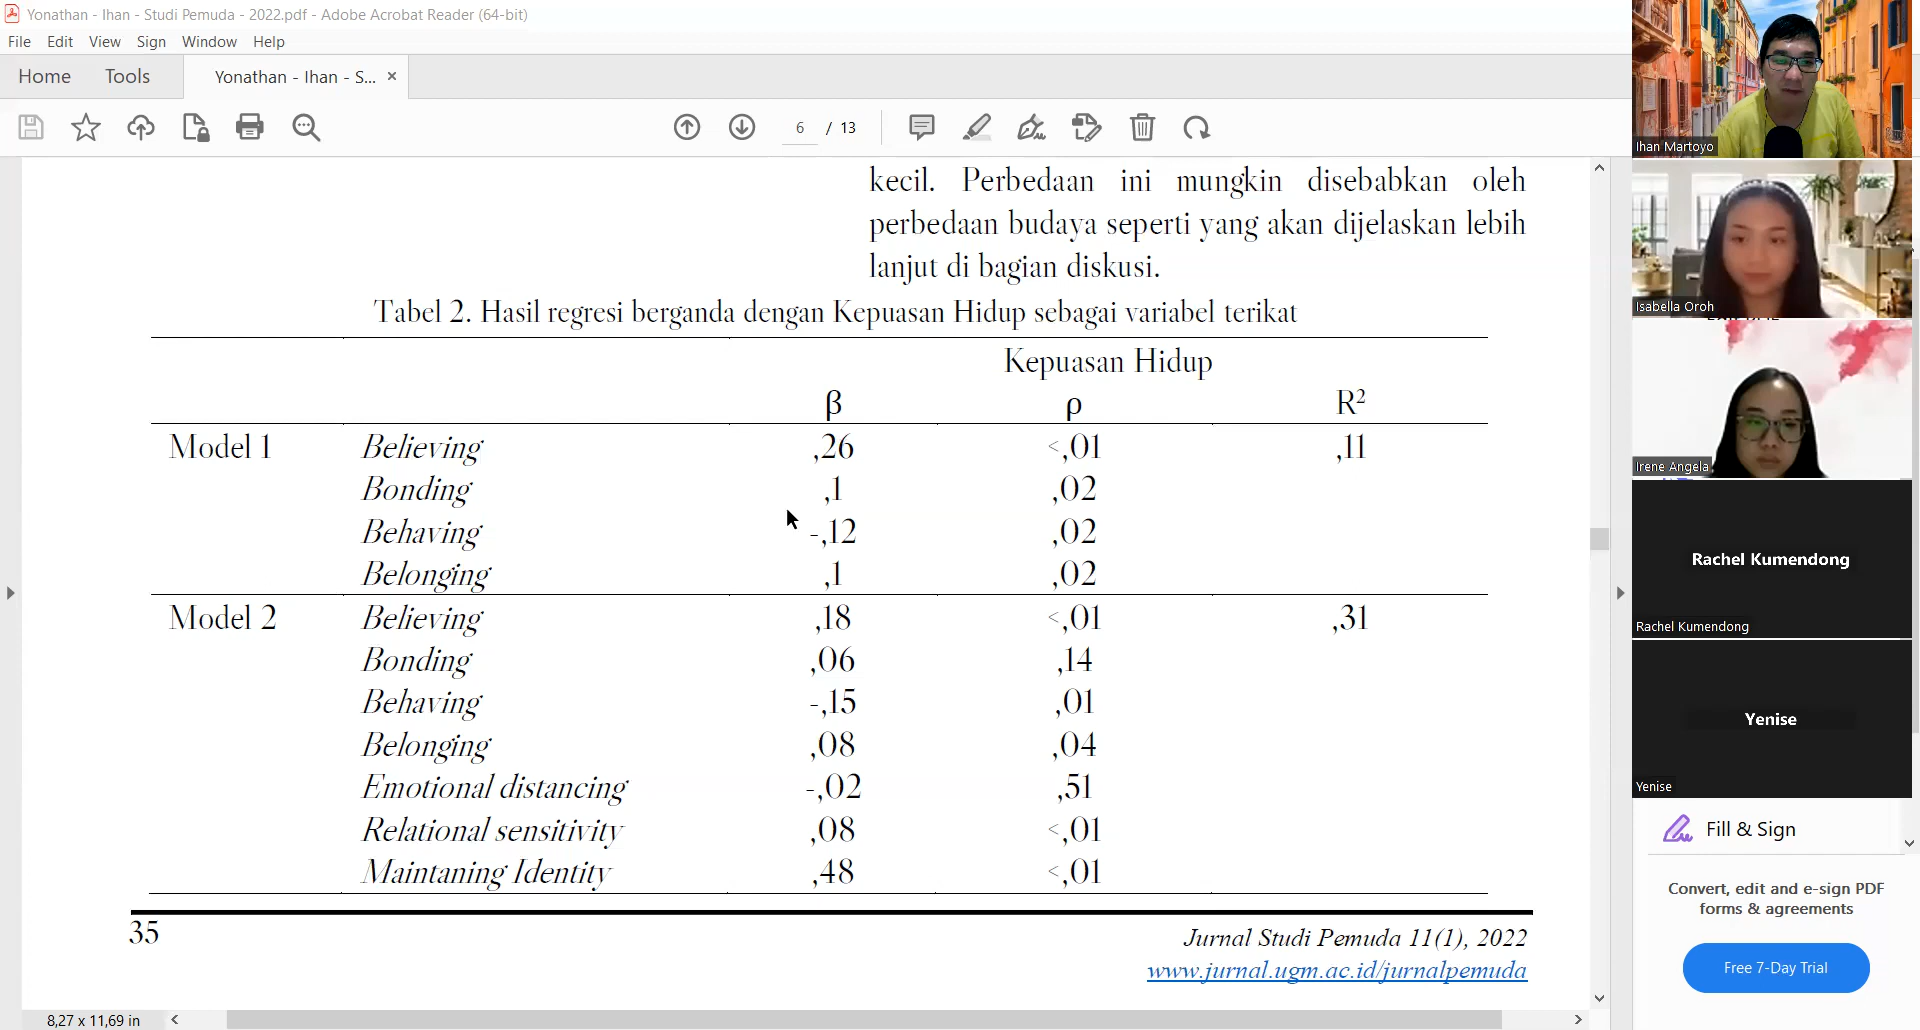 Yonathan - Ihan - Studi Pemuda - 2022.pdf - Adobe Acrobat Reader (64-bit)
File Edit View Sign Window Help
Home Tools Yonathan - Ihan - S... ×
6 / 13
kecil. Perbedaan ini mungkin disebabkan oleh
perbedaan budaya seperti yang akan dijelaskan lebih
lanjut di bagian diskusi.
Tabel 2. Hasil regresi berganda dengan Kepuasan Hidup sebagai variabel terikat
Kepuasan Hidup
β ρ R²
Model 1 Believing ,26 <,01 ,11
Bonding ,1 ,02
Behaving -,12 ,02
Belonging ,1 ,02
Model 2 Believing ,18 <,01 ,31
Bonding ,06 ,14
Behaving -,15 ,01
Belonging ,08 ,04
Emotional distancing -,02 ,51
Relational sensitivity ,08 <,01
Maintaning Identity ,48 <,01
35
Jurnal Studi Pemuda 11(1), 2022
www.jurnal.ugm.ac.id/jurnalpemuda
8,27 x 11,69 in
Ihan Martoyo
Isabella Oroh
Irene Angela
Rachel Kumendong
Rachel Kumendong
Yenise
Yenise
Fill & Sign
Convert, edit and e-sign PDF
forms & agreements
Free 7-Day Trial